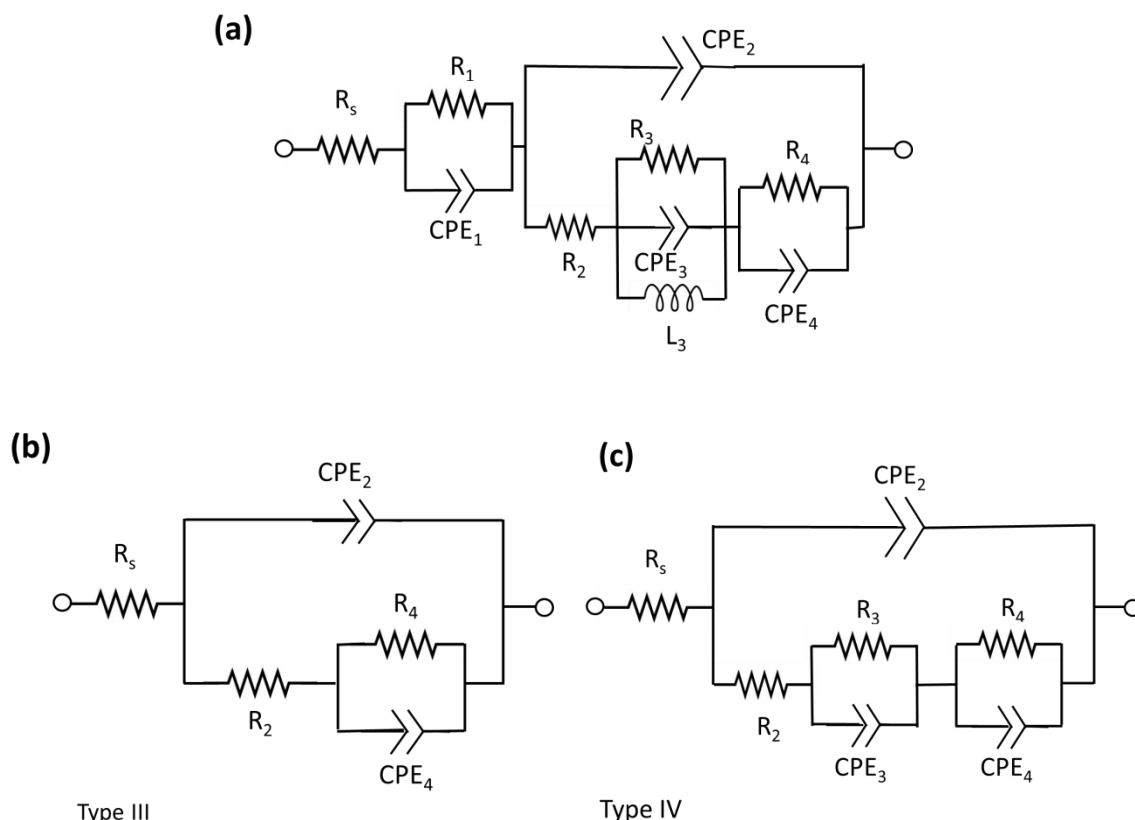 (a)
CPE₂
R₁
Rₛ
R₃
R₄
CPE₁
R₂
CPE₃
CPE₄
L₃
(b)
(c)
CPE₂
CPE₂
Rₛ
Rₛ
R₄
R₃
R₄
R₂
R₂
CPE₄
CPE₃
CPE₄
Type III
Type IV